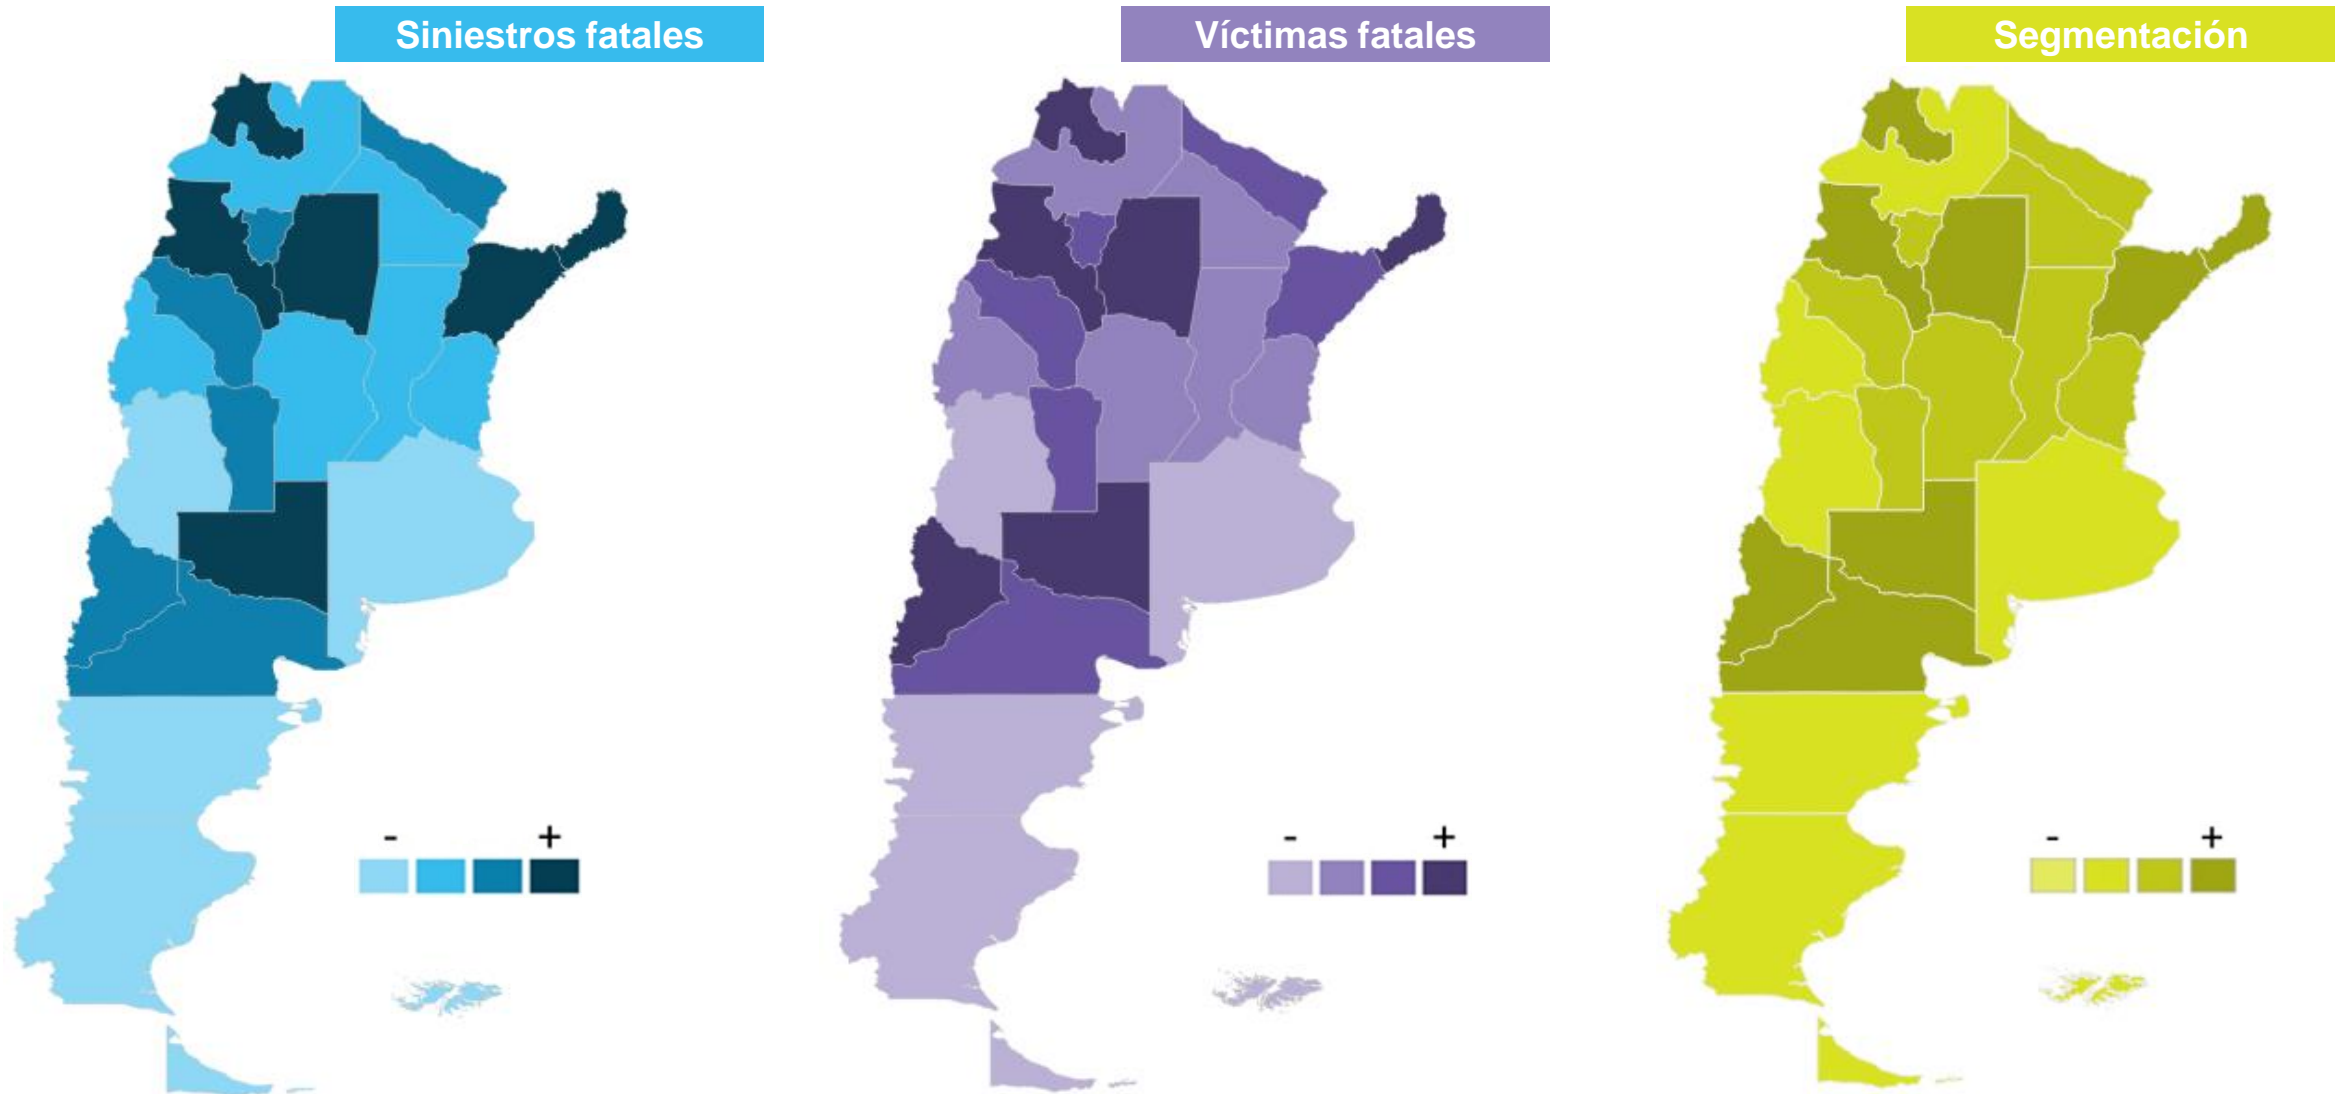 Siniestros fatales
Víctimas fatales
Segmentación
- +
- +
- +